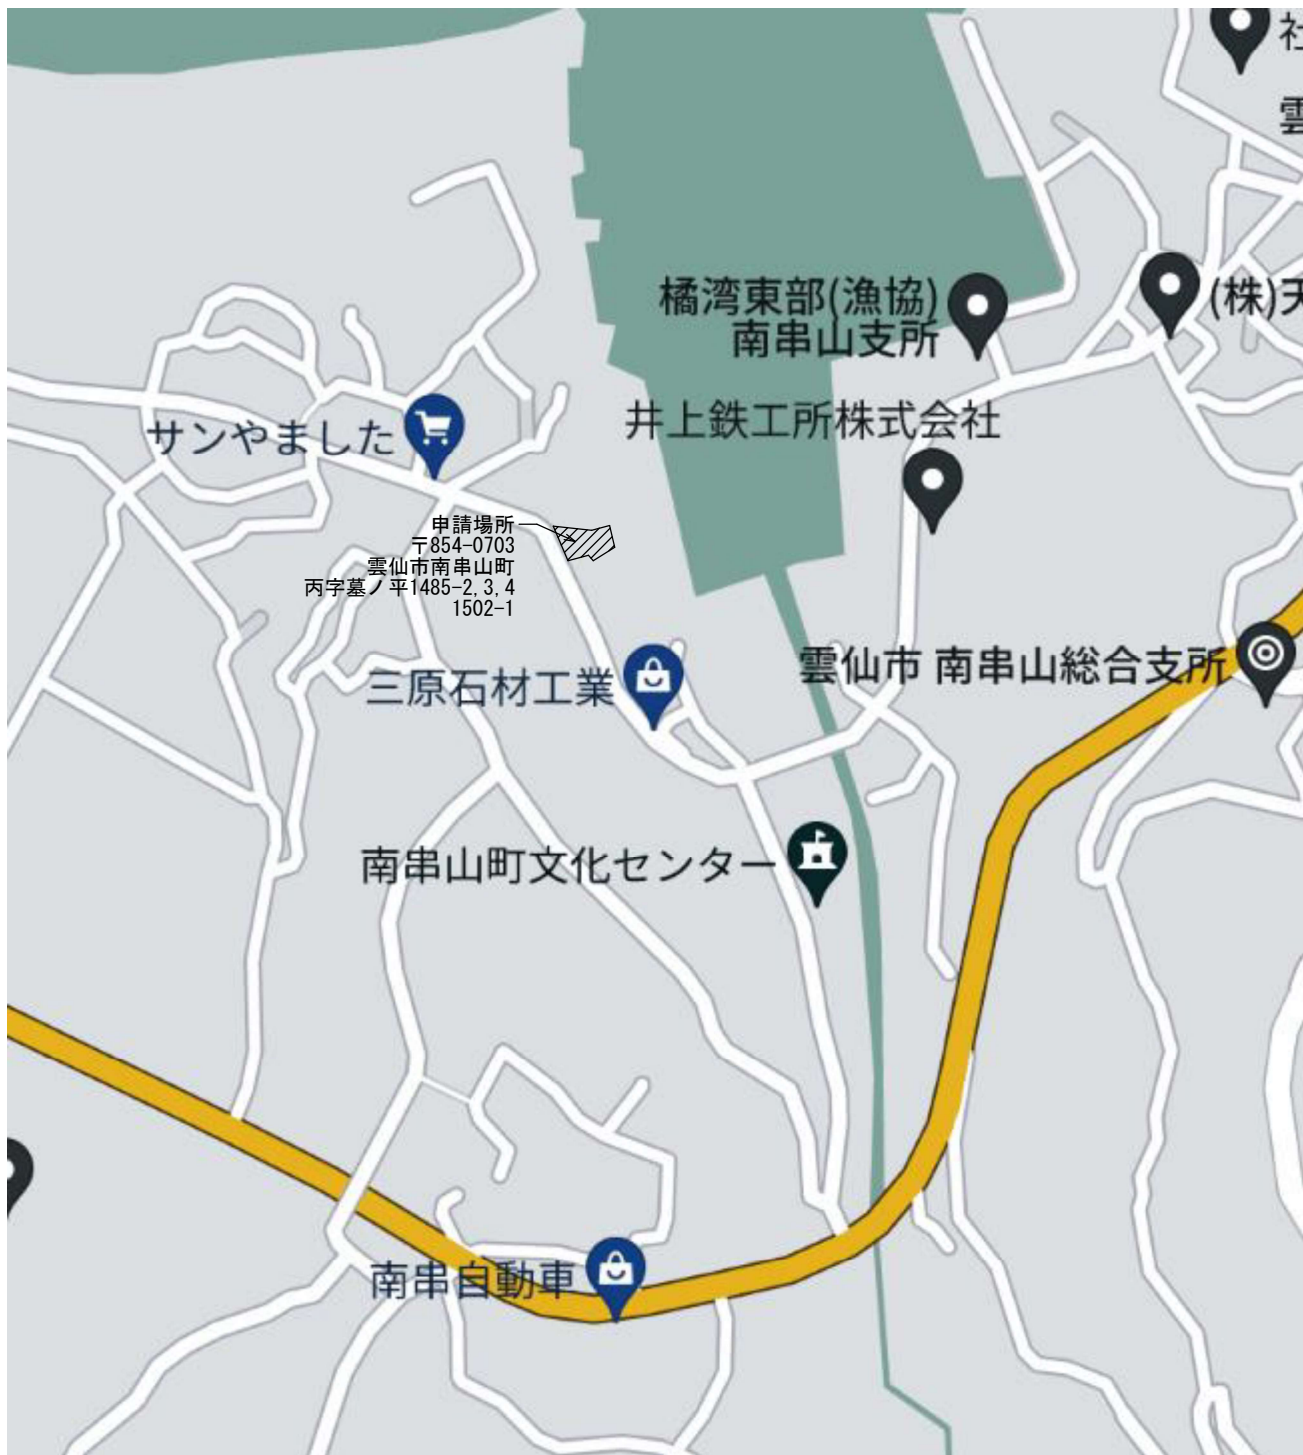 社
雲
橘湾東部(漁協)
南串山支所
(株)天
井上鉄工所株式会社
サンやました
申請場所
〒854-0703
雲仙市南串山町
丙字墓ノ平1485-2,3,4
1502-1
雲仙市 南串山総合支所
三原石材工業
南串山町文化センター
南串自動車